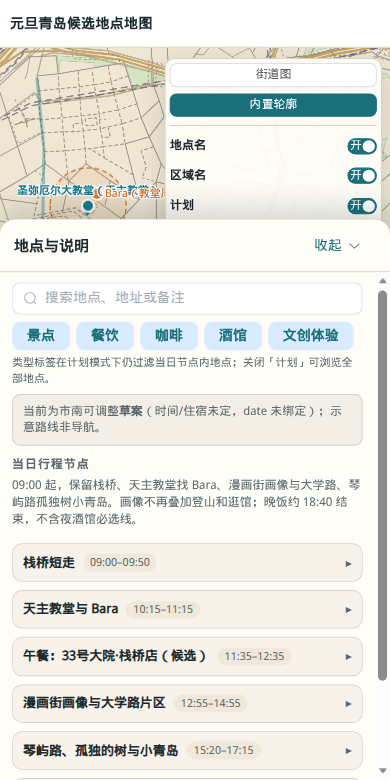 元旦青岛候选地点地图
街道图
内置轮廓
地点名 开
区域名 开
计划 开
圣弥厄尔大教堂（天主教堂）
Bara（教堂
地点与说明
收起
搜索地点、地址或备注
景点 餐饮 咖啡 酒馆 文创体验
类型标签在计划模式下仍过滤当日节点内地点；关闭「计划」可浏览全
部地点。
当前为市南可调整草案（时间/住宿未定，date 未绑定）；示
意路线非导航。
当日行程节点
09:00 起，保留栈桥、天主教堂找 Bara、漫画街画像与大学路、琴
屿路孤独树小青岛。画像不再叠加登山和逛馆；晚饭约 18:40 结
束，不含夜酒馆必选线。
栈桥短走 09:00–09:50
天主教堂与 Bara 10:15–11:15
午餐：33号大院·栈桥店（候选） 11:35–12:35
漫画街画像与大学路片区 12:55–14:55
琴屿路、孤独的树与小青岛 15:20–17:15